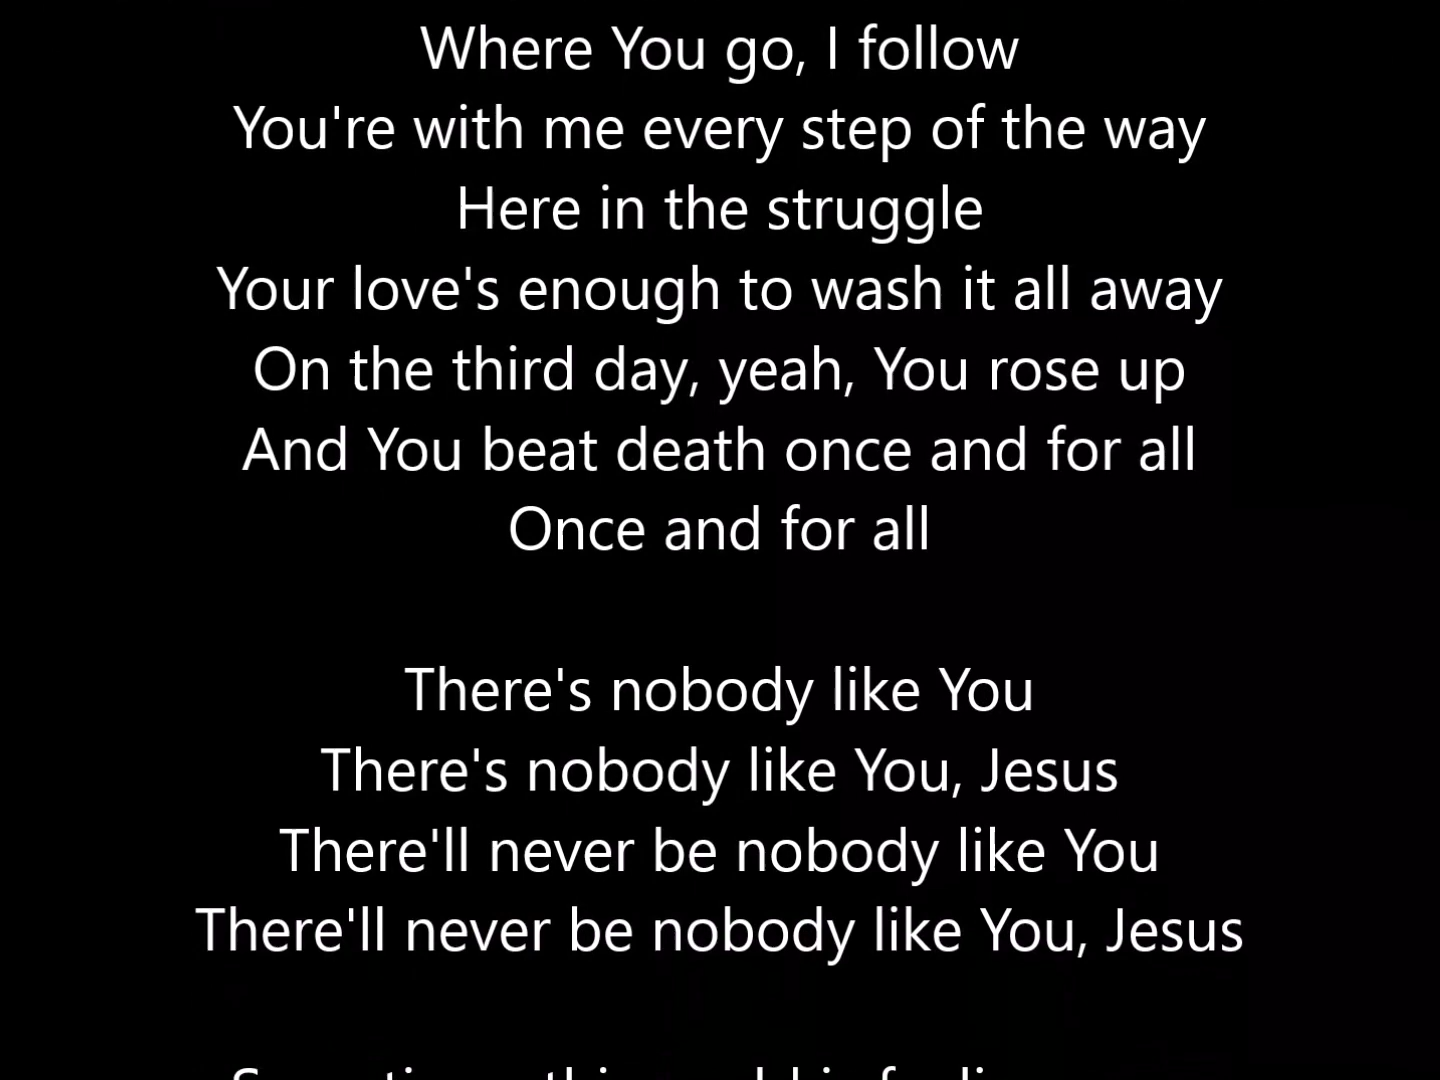 Where You go, I follow
You're with me every step of the way
Here in the struggle
Your love's enough to wash it all away
On the third day, yeah, You rose up
And You beat death once and for all
Once and for all
There's nobody like You
There's nobody like You, Jesus
There'll never be nobody like You
There'll never be nobody like You, Jesus